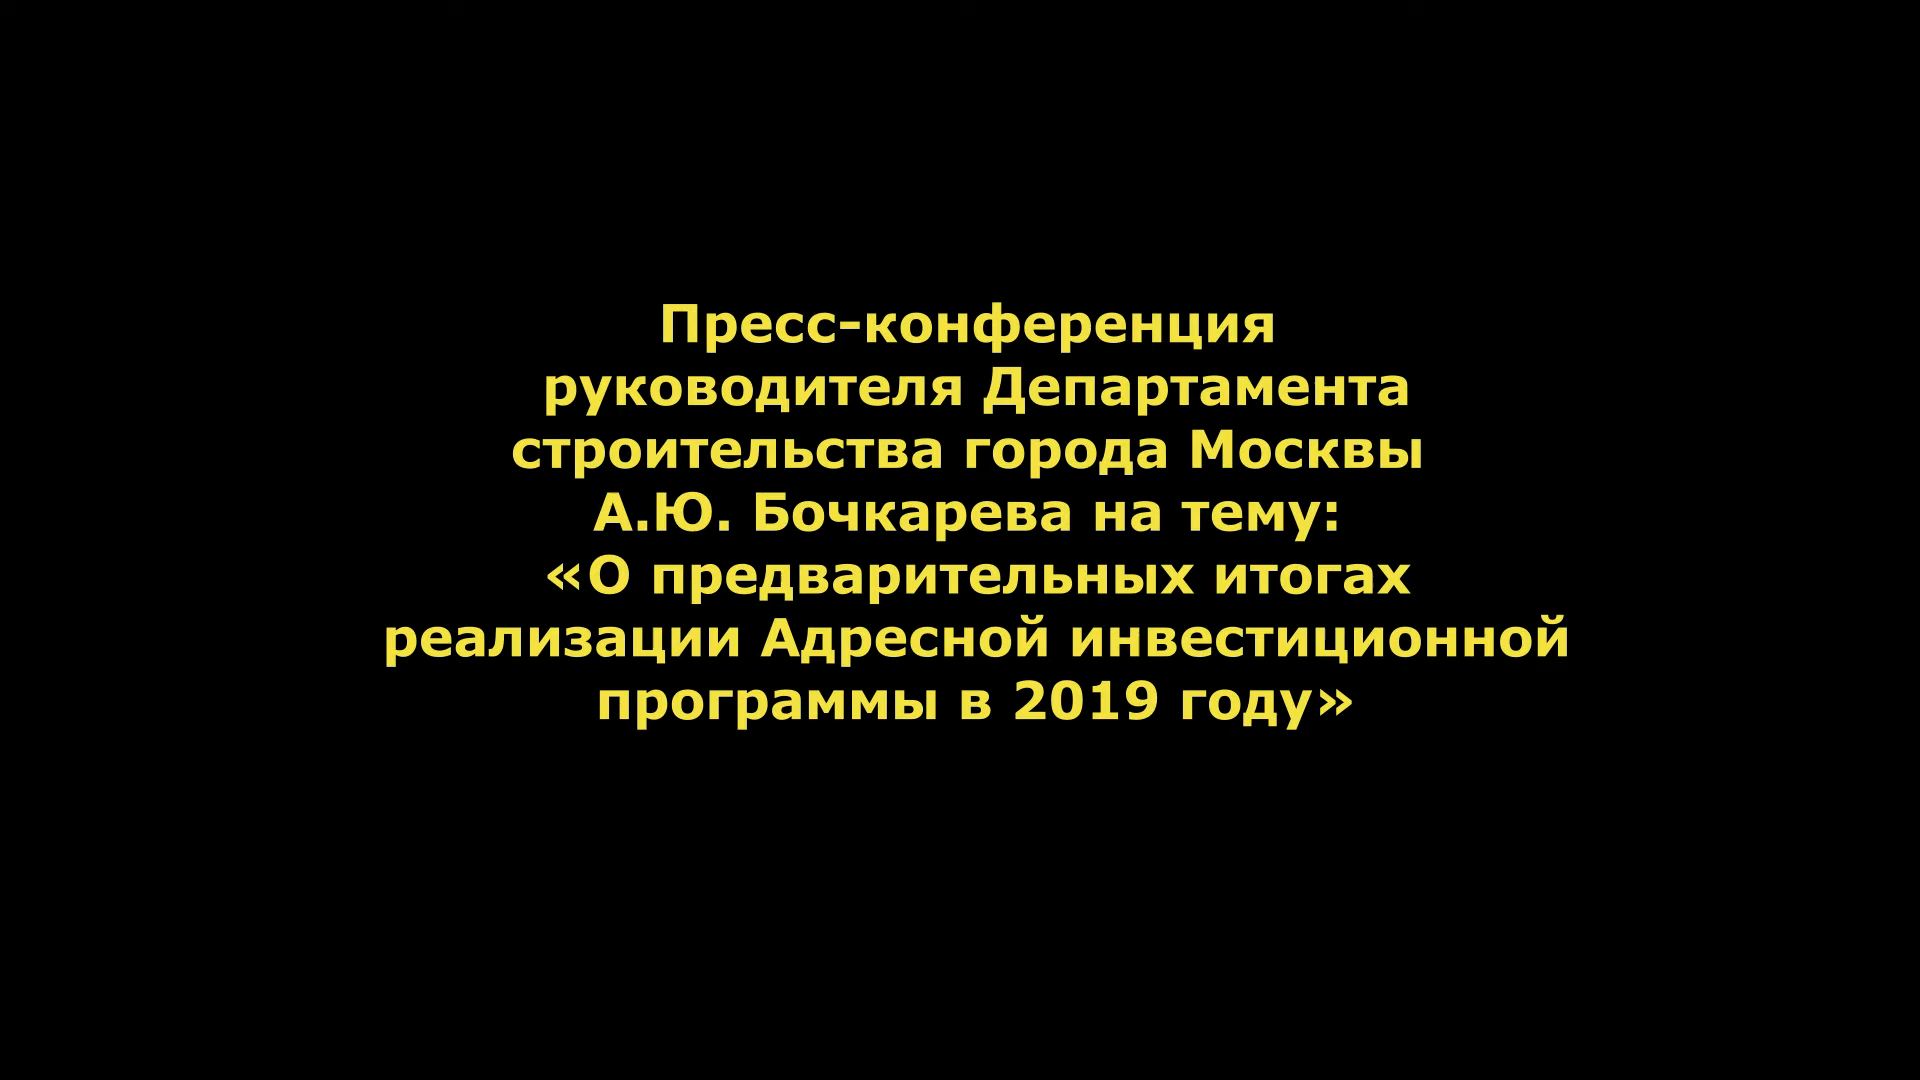 Пресс-конференция
руководителя Департамента
строительства города Москвы
А.Ю. Бочкарева на тему:
«О предварительных итогах
реализации Адресной инвестиционной
программы в 2019 году»